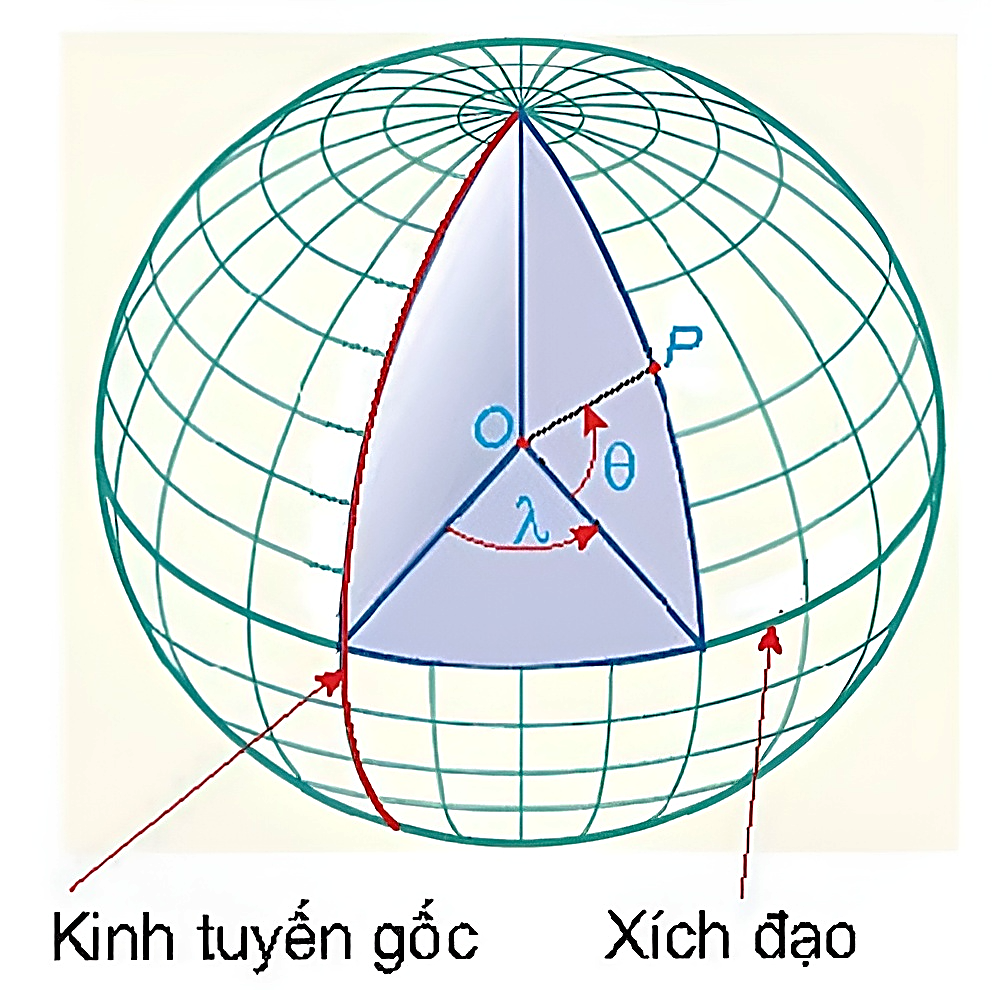 P
O
θ
λ
Kinh tuyến gốc
Xích đạo